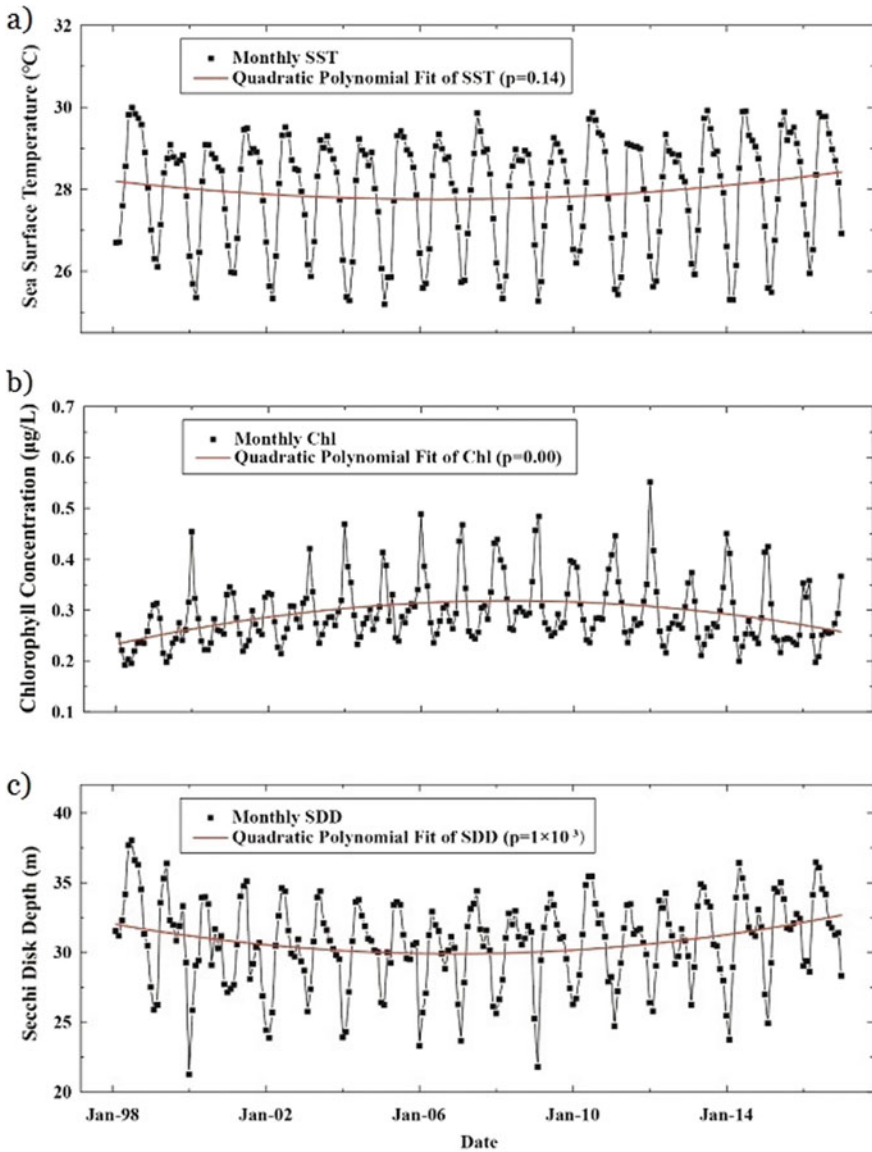 a)
32
30
28
26
Sea Surface Temperature (°C)
Monthly SST
Quadratic Polynomial Fit of SST (p=0.14)
b)
0.7
0.6
0.5
0.4
0.3
0.2
0.1
Chlorophyll Concentration (µg/L)
Monthly Chl
Quadratic Polynomial Fit of Chl (p=0.00)
c)
40
35
30
25
20
Secchi Disk Depth (m)
Monthly SDD
Quadratic Polynomial Fit of SDD (p=1×10⁻³)
Jan-98 Jan-02 Jan-06 Jan-10 Jan-14
Date